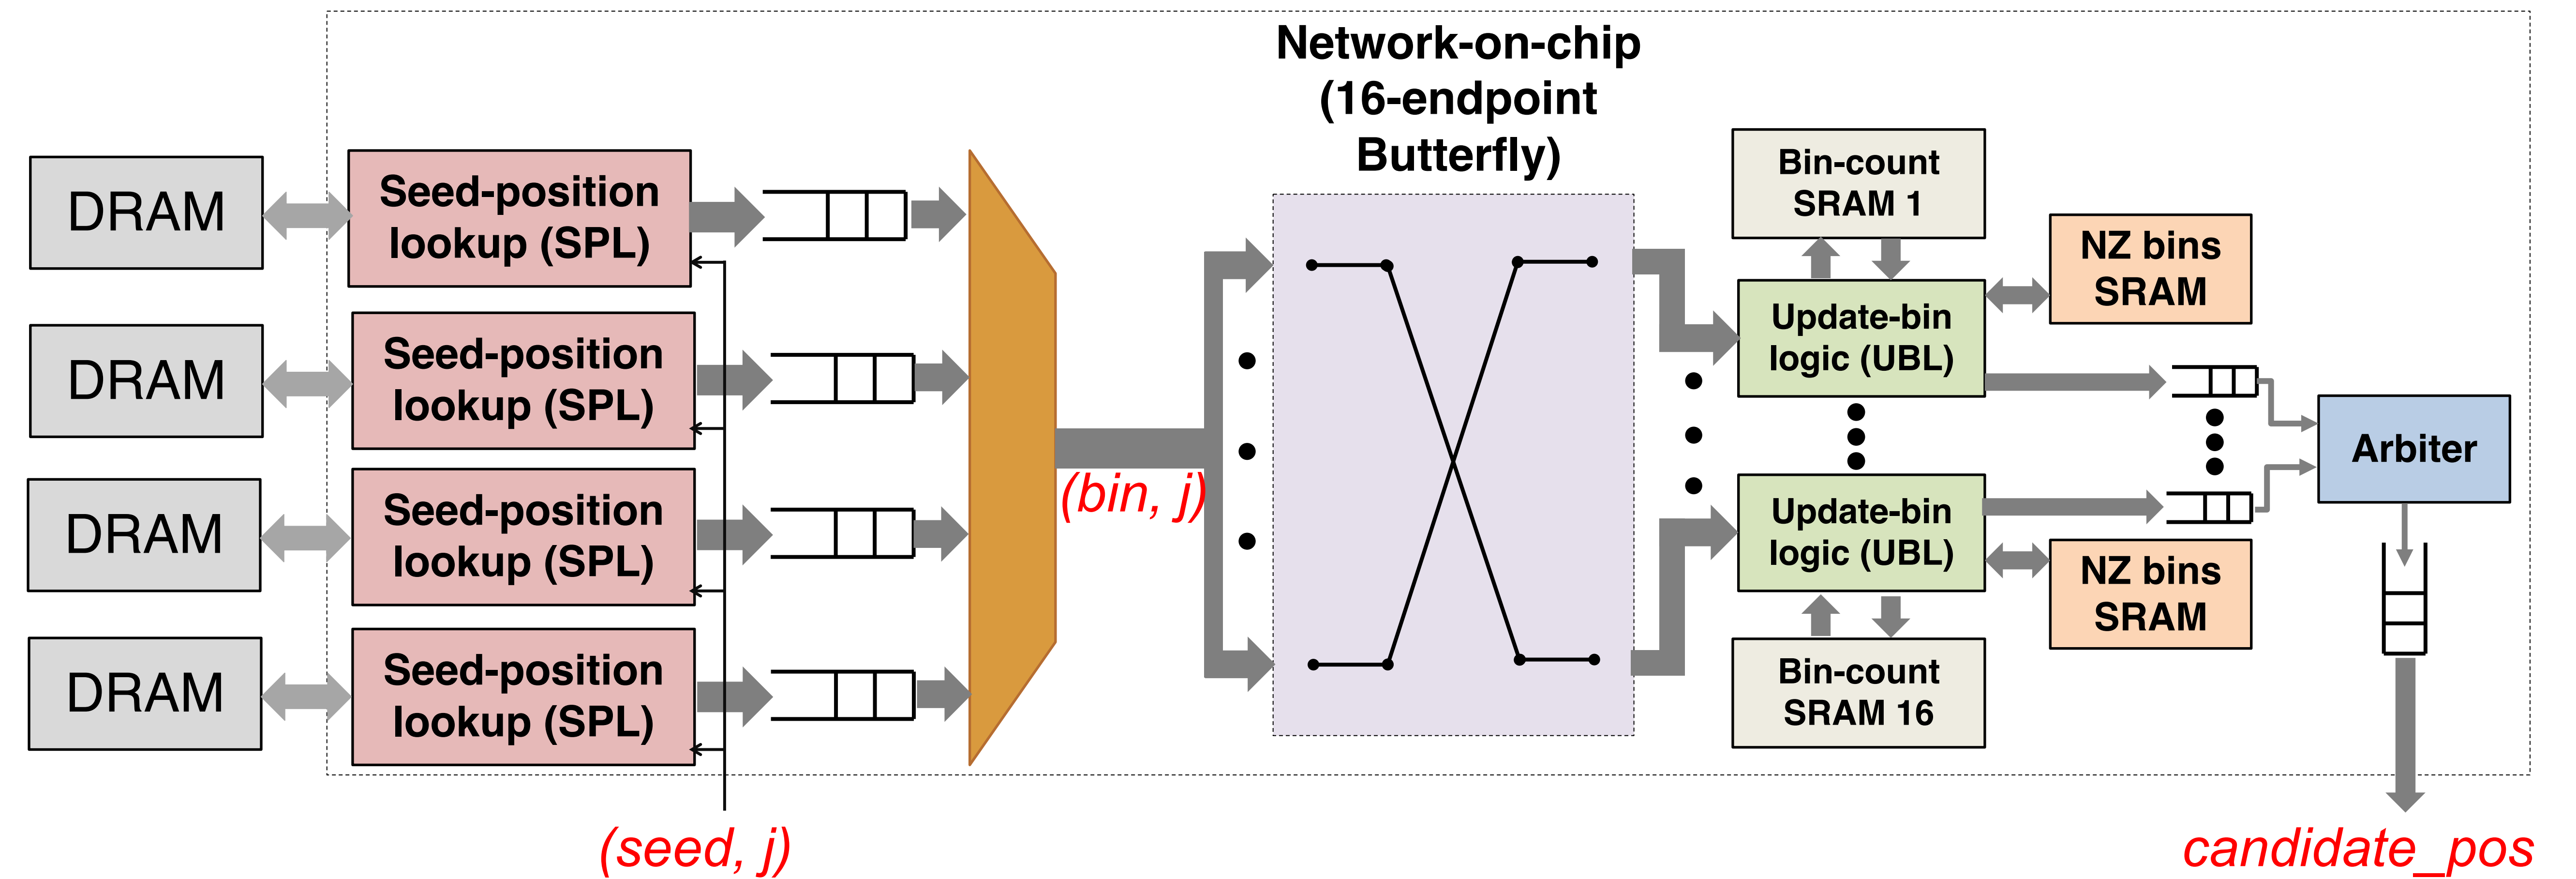 Network-on-chip
(16-endpoint
Butterfly)
DRAM
Seed-position
lookup (SPL)
DRAM
Seed-position
lookup (SPL)
DRAM
Seed-position
lookup (SPL)
DRAM
Seed-position
lookup (SPL)
(seed, j)
(bin, j)
Bin-count
SRAM 1
Update-bin
logic (UBL)
NZ bins
SRAM
Update-bin
logic (UBL)
NZ bins
SRAM
Bin-count
SRAM 16
Arbiter
candidate_pos